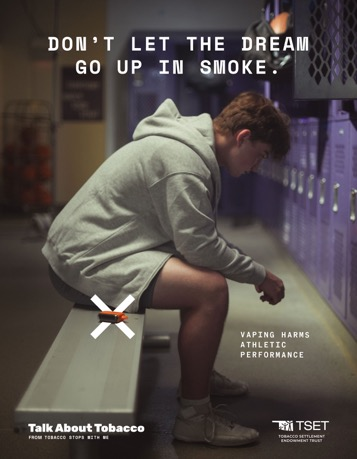 DON'T LET THE DREAM
GO UP IN SMOKE.
VAPING HARMS
ATHLETIC
PERFORMANCE
Talk About Tobacco
FROM TOBACCO STOPS WITH ME
TSET
TOBACCO SETTLEMENT
ENDOWMENT TRUST